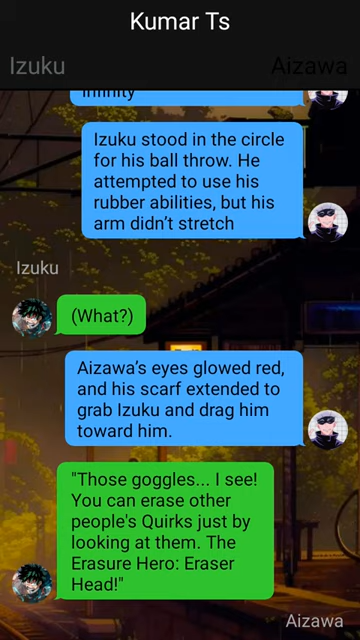 Kumar Ts
Izuku
Aizawa
Infinity
Izuku stood in the circle
for his ball throw. He
attempted to use his
rubber abilities, but his
arm didn’t stretch
Izuku
(What?)
Aizawa’s eyes glowed red,
and his scarf extended to
grab Izuku and drag him
toward him.
"Those goggles... I see!
You can erase other
people's Quirks just by
looking at them. The
Erasure Hero: Eraser
Head!"
Aizawa